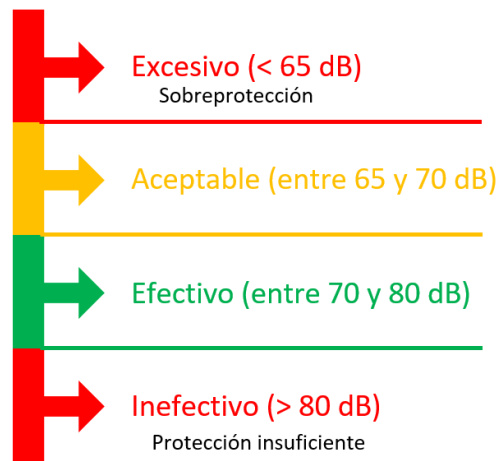 Excesivo (< 65 dB)
Sobreprotección
Aceptable (entre 65 y 70 dB)
Efectivo (entre 70 y 80 dB)
Inefectivo (> 80 dB)
Protección insuficiente